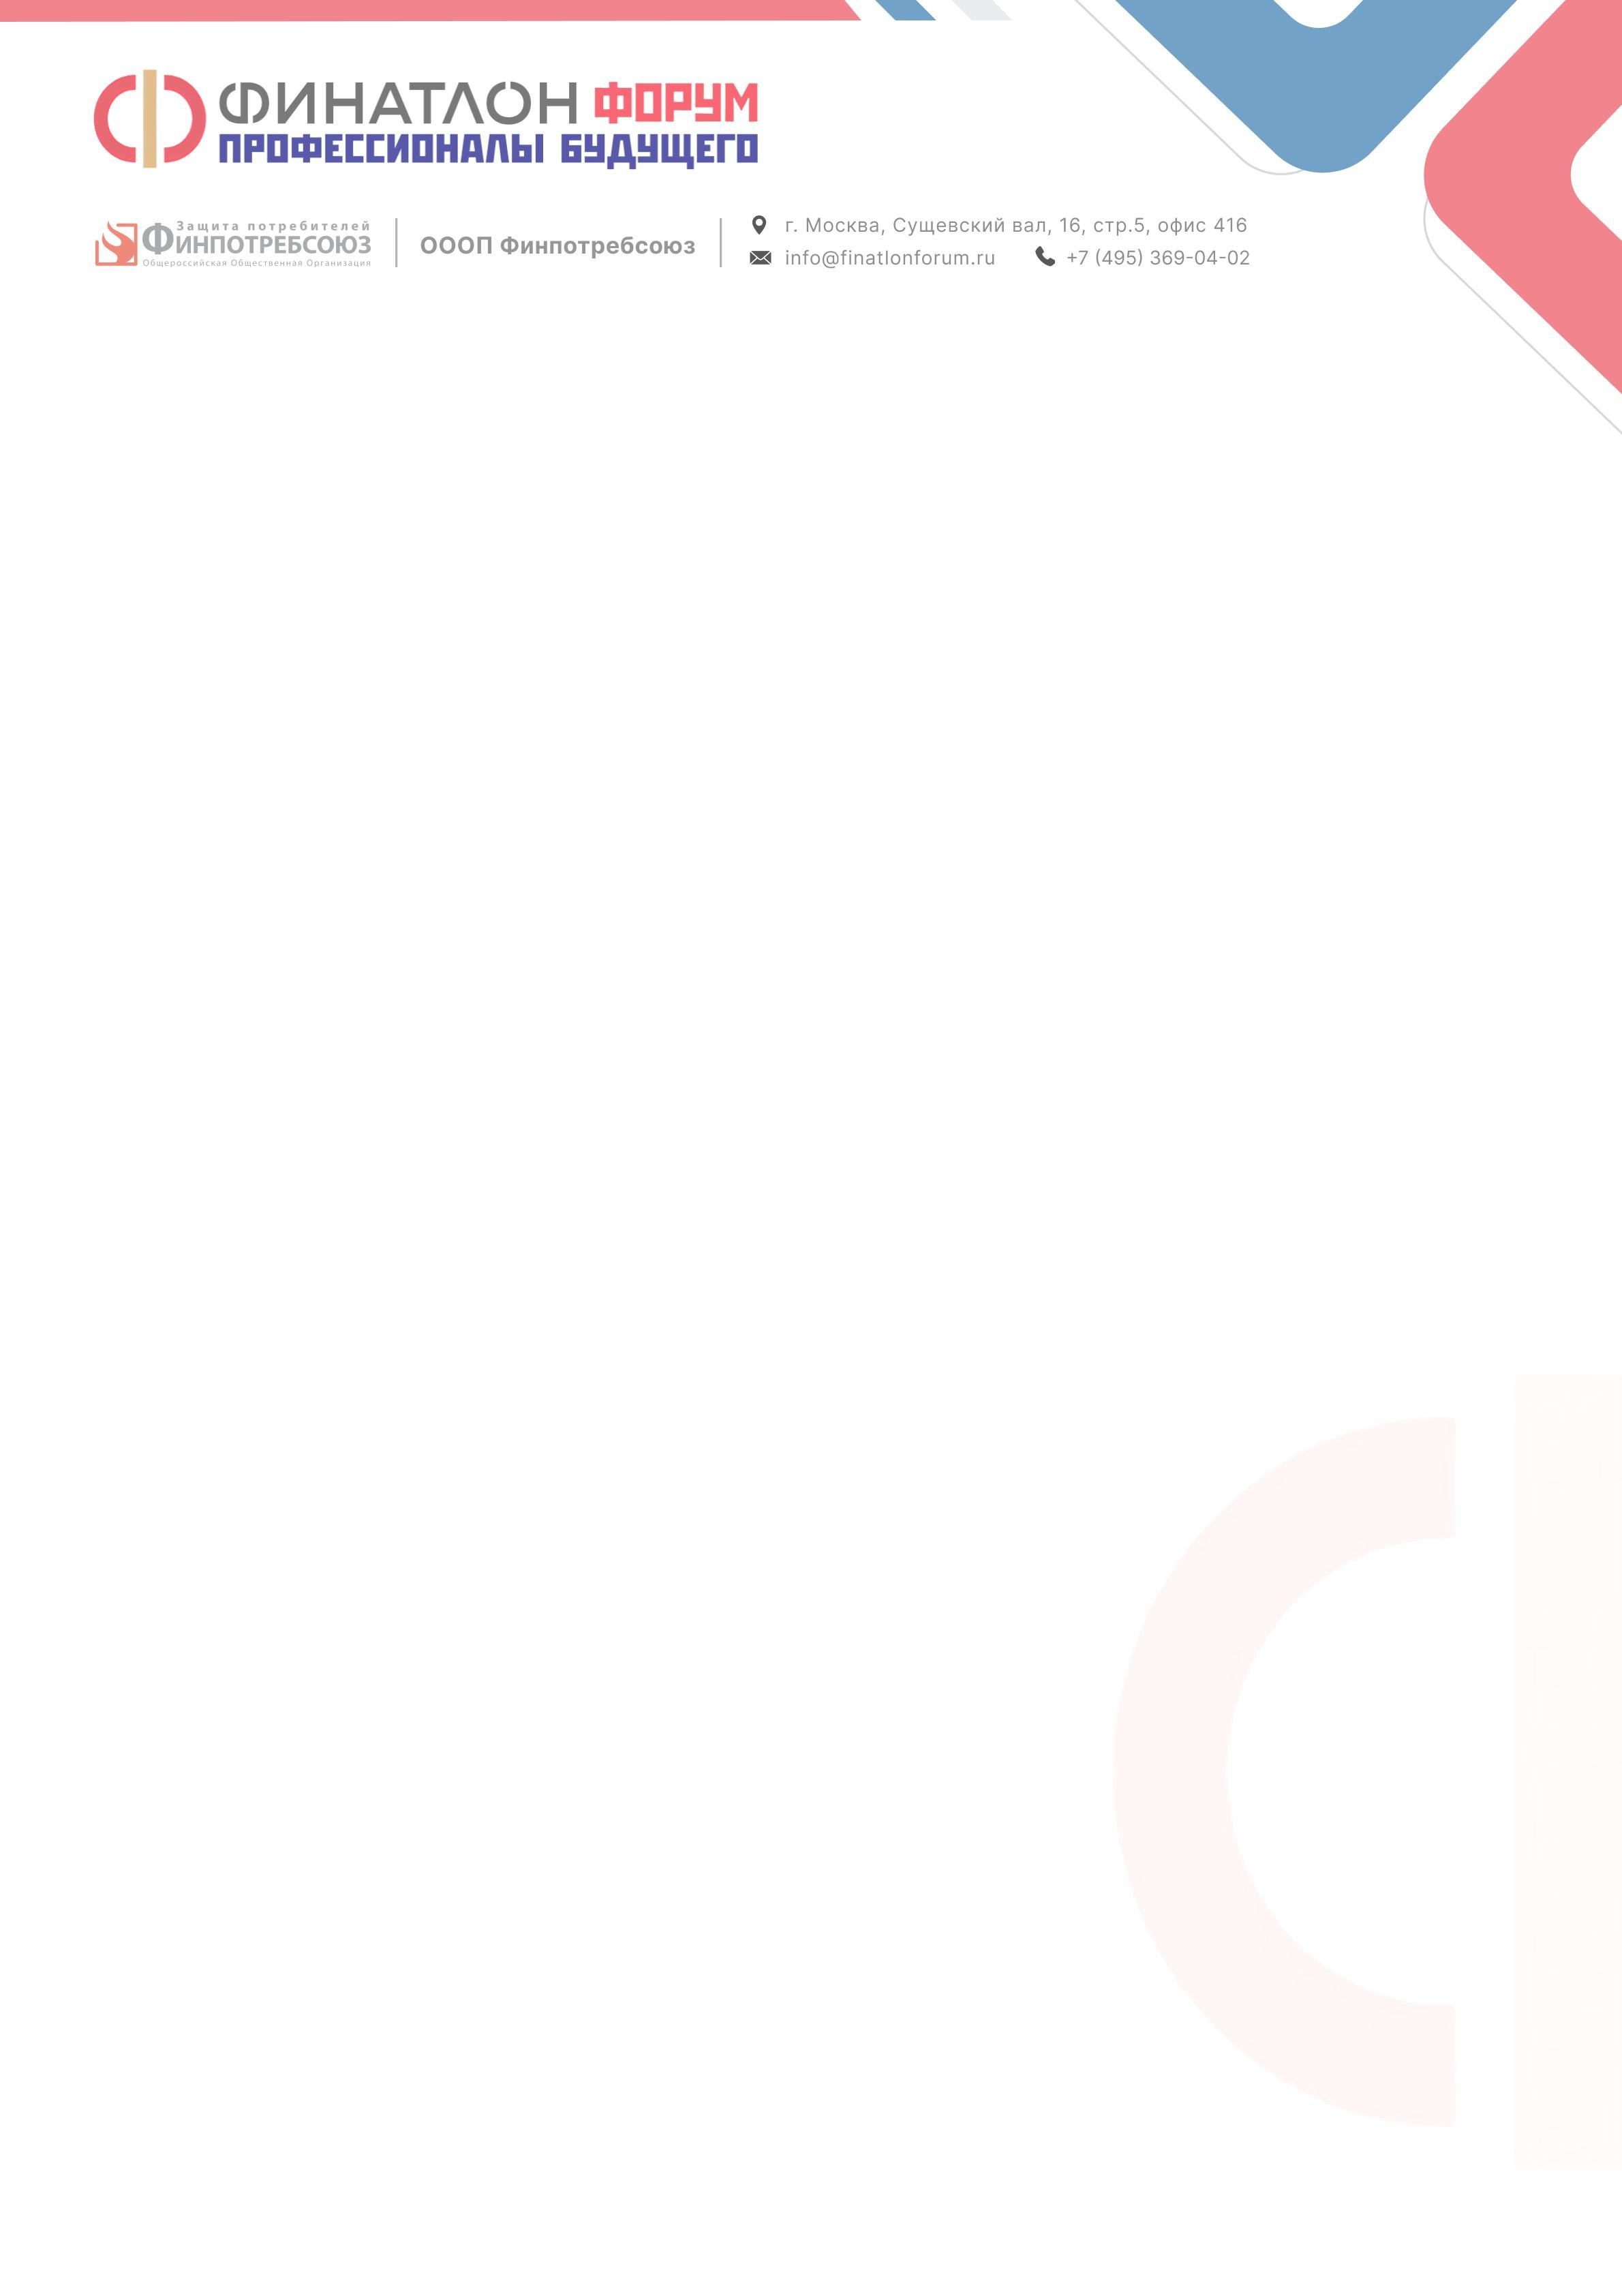 ФИНАТЛОН ФОРУМ
ПРОФЕССИОНАЛЫ БУДУЩЕГО
Защита потребителей
ФИНПОТРЕБСОЮЗ
Общероссийская Общественная Организация
ОООП Финпотребсоюз
г. Москва, Сущевский вал, 16, стр.5, офис 416
info@finatlonforum.ru +7 (495) 369-04-02